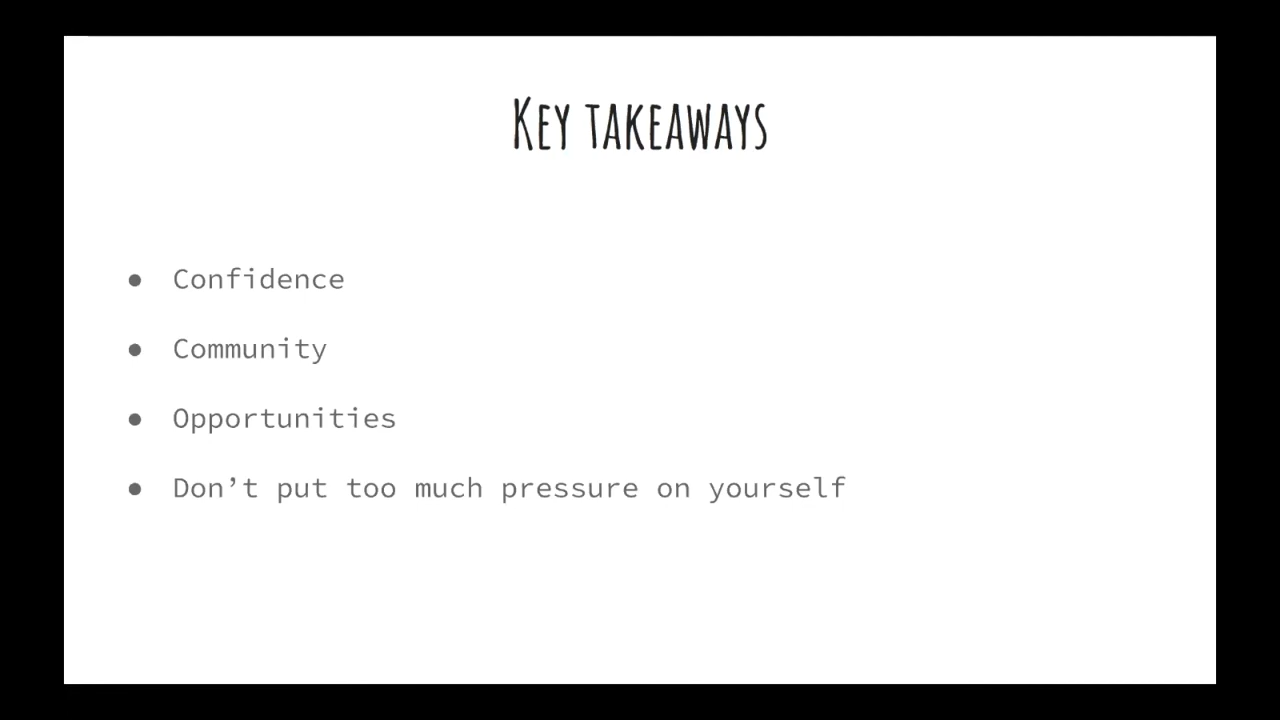 Key takeaways
● Confidence
● Community
● Opportunities
● Don’t put too much pressure on yourself